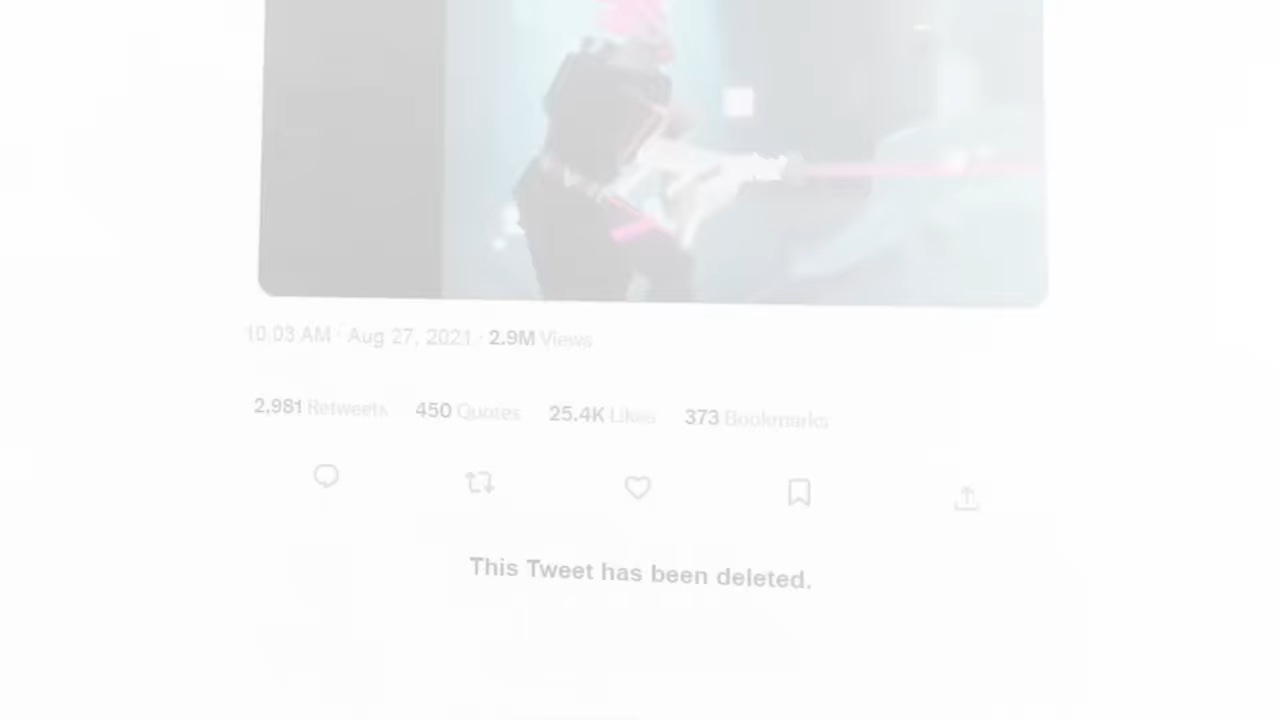 10:03 AM · Aug 27, 2021 · 2.9M Views
2,981 Retweets 450 Quotes 25.4K Likes 373 Bookmarks
This Tweet has been deleted.